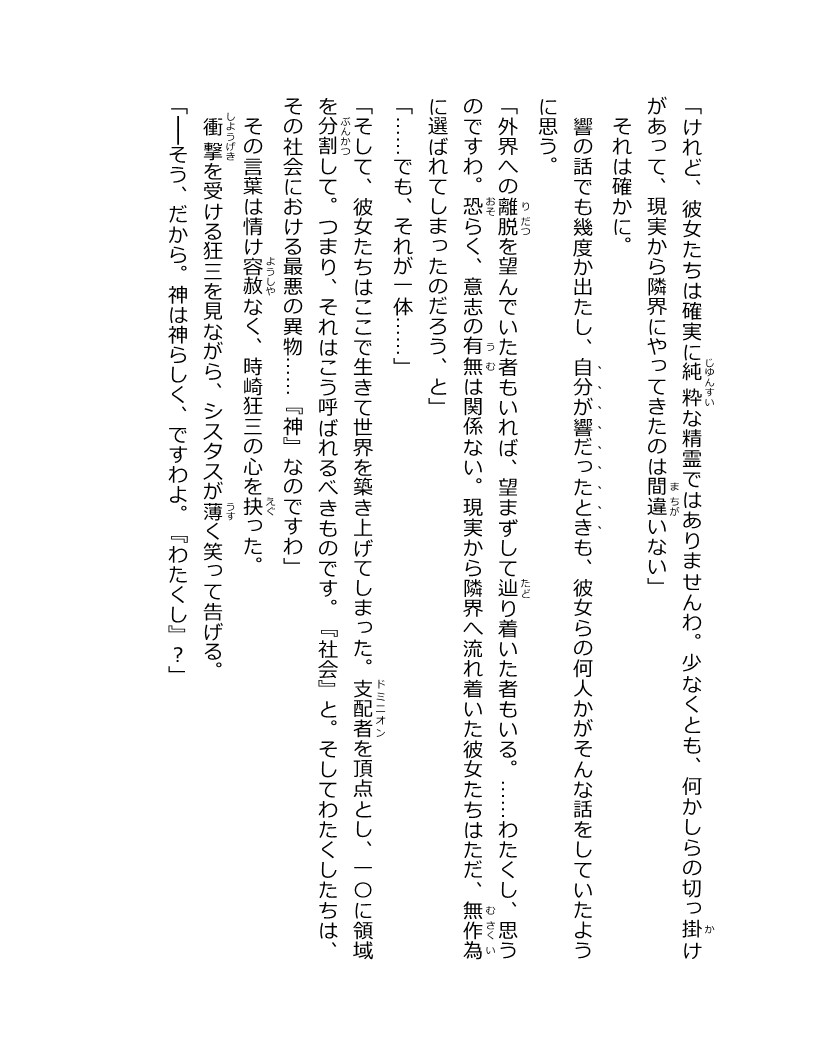 「けれど、彼女たちは確実に純粋な精霊ではありませんわ。少なくとも、何かしらの切っ掛け
があって、現実から隣界にやってきたのは間違いない」
それは確かに。
響の話でも幾度か出たし、自分が響だったときも、彼女らの何人かがそんな話をしていたよう
に思う。
「外界への離脱を望んでいた者もいれば、望まずして辿り着いた者もいる。……わたくし、思う
のですわ。恐らく、意志の有無は関係ない。現実から隣界へ流れ着いた彼女たちはただ、無作為
に選ばれてしまったのだろう、と」
「……でも、それが一体……」
「そして、彼女たちはここで生きて世界を築き上げてしまった。支配者を頂点とし、一〇に領域
を分割して。つまり、それはこう呼ばれるべきものです。『社会』と。そしてわたくしたちは、
その社会における最悪の異物……『神』なのですわ」
その言葉は情け容赦なく、時崎狂三の心を抉った。
衝撃を受ける狂三を見ながら、シスタスが薄く笑って告げる。
「──そう、だから。神は神らしく、ですわよ。『わたくし』？」